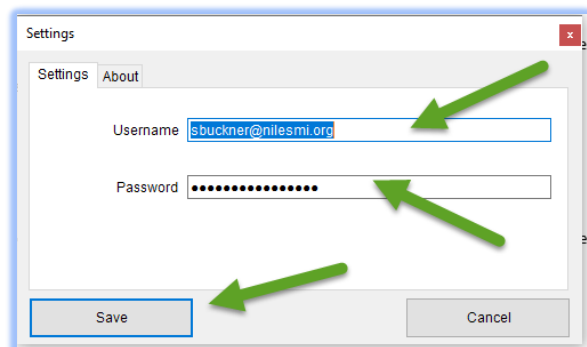 Settings
x
Settings About
Username sbuckner@nilesmi.org
Password ••••••••••••••••
Save Cancel